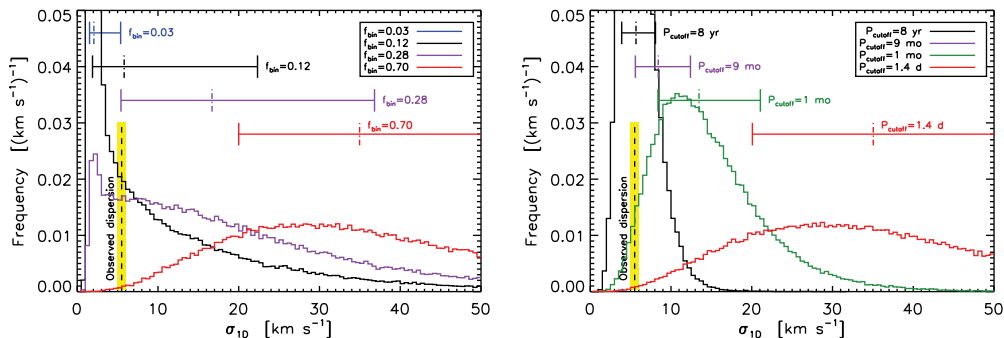 0.05
0.04
0.03
0.02
0.01
0.00
Frequency [(km s⁻¹)⁻¹]
f_bin=0.03
f_bin=0.12
f_bin=0.28
f_bin=0.70
f_bin=0.03
f_bin=0.12
f_bin=0.28
f_bin=0.70
Observed dispersion
0 10 20 30 40 50
σ_1D [km s⁻¹]
0.05
0.04
0.03
0.02
0.01
0.00
Frequency [(km s⁻¹)⁻¹]
P_cutoff=8 yr
P_cutoff=9 mo
P_cutoff=1 mo
P_cutoff=1.4 d
P_cutoff=8 yr
P_cutoff=9 mo
P_cutoff=1 mo
P_cutoff=1.4 d
Observed dispersion
0 10 20 30 40 50
σ_1D [km s⁻¹]